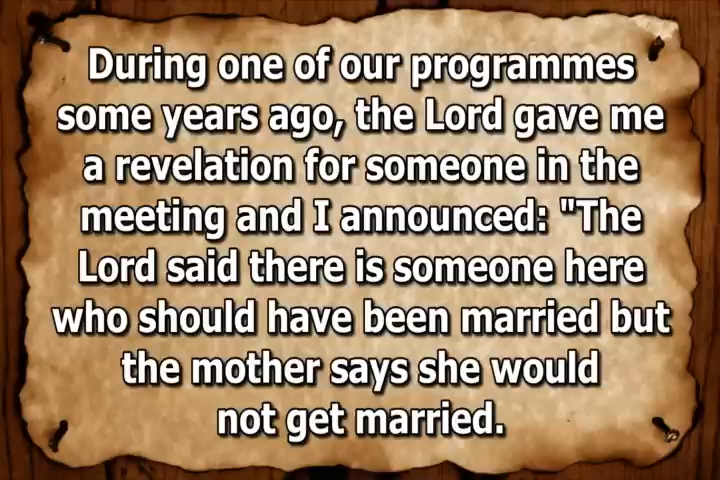 During one of our programmes
some years ago, the Lord gave me
a revelation for someone in the
meeting and I announced: "The
Lord said there is someone here
who should have been married but
the mother says she would
not get married.